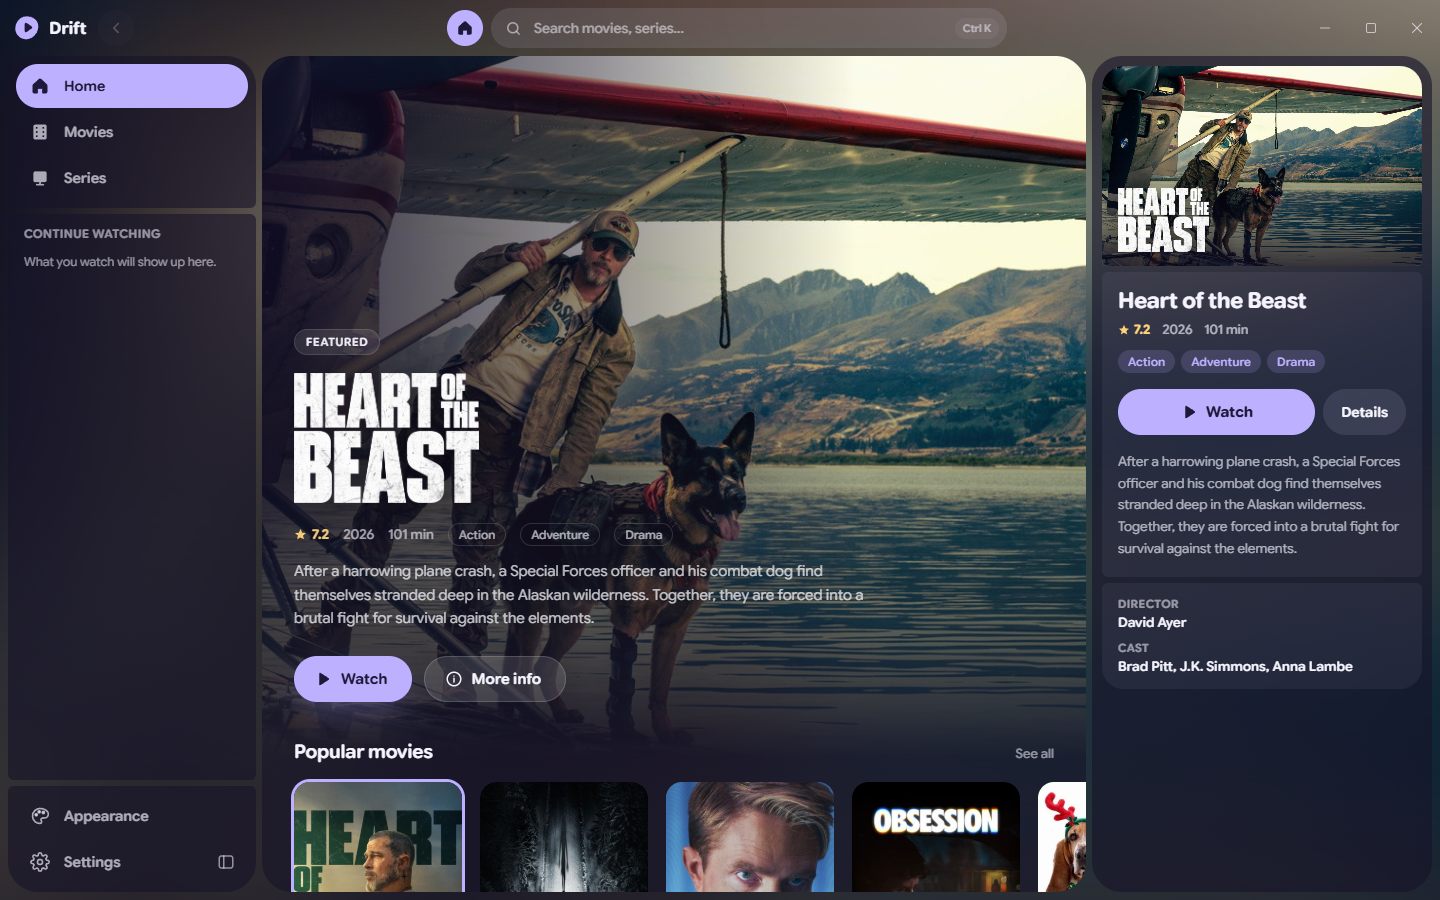 Drift
Search movies, series...
Ctrl K
Home
Movies
Series
CONTINUE WATCHING
What you watch will show up here.
Appearance
Settings
FEATURED
HEART OF THE
BEAST
7.2 2026 101 min Action Adventure Drama
After a harrowing plane crash, a Special Forces officer and his combat dog find
themselves stranded deep in the Alaskan wilderness. Together, they are forced into a
brutal fight for survival against the elements.
Watch
More info
Popular movies
See all
HEART
OF
OBSESSION
HEART OF THE
BEAST
Heart of the Beast
7.2 2026 101 min
Action Adventure Drama
Watch
Details
After a harrowing plane crash, a Special Forces
officer and his combat dog find themselves
stranded deep in the Alaskan wilderness.
Together, they are forced into a brutal fight for
survival against the elements.
DIRECTOR
David Ayer
CAST
Brad Pitt, J.K. Simmons, Anna Lambe